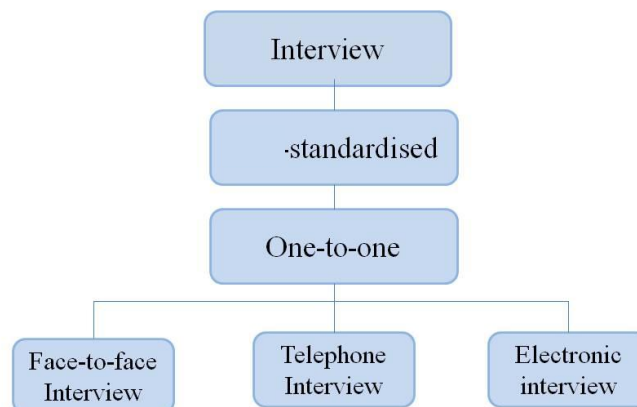 Interview
-standardised
One-to-one
Face-to-face
Interview
Telephone
Interview
Electronic
interview